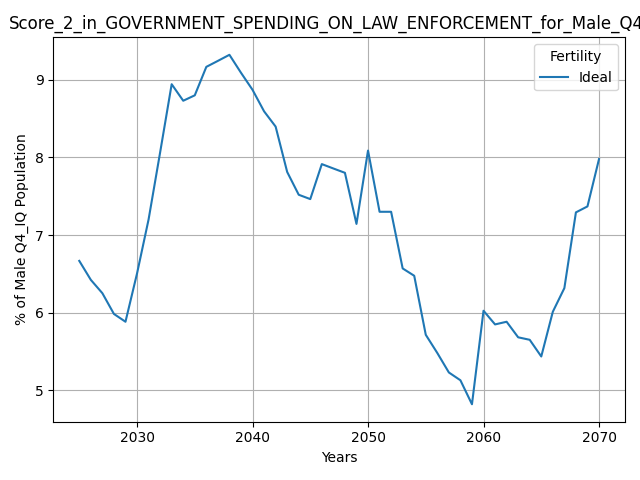 Score_2_in_GOVERNMENT_SPENDING_ON_LAW_ENFORCEMENT_for_Male_Q4
Fertility
Ideal
% of Male Q4_IQ Population
9
8
7
6
5
2030 2040 2050 2060 2070
Years